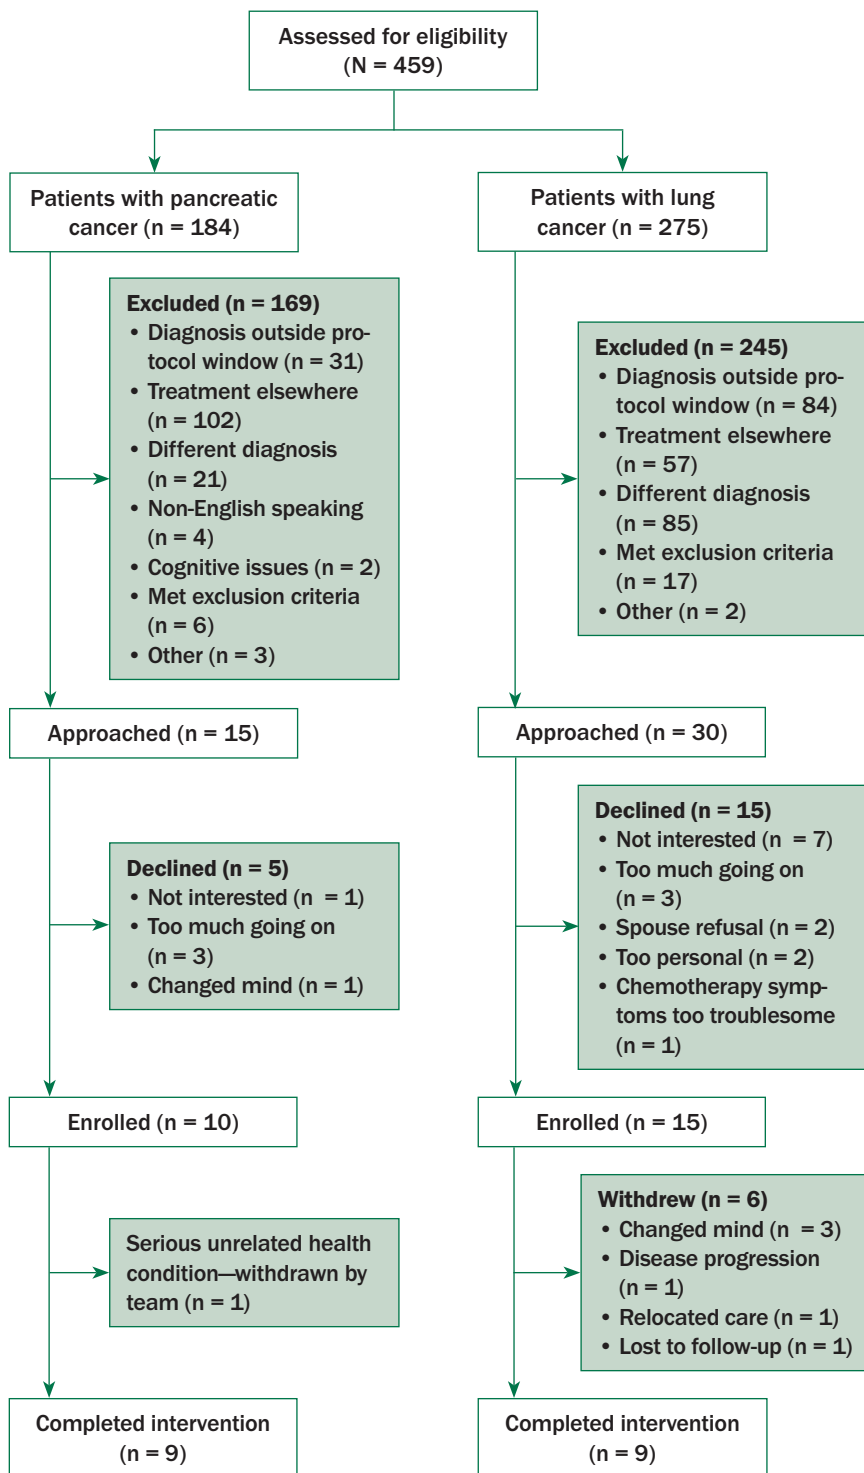 Assessed for eligibility
(N = 459)
Patients with pancreatic
cancer (n = 184)
Patients with lung
cancer (n = 275)
Excluded (n = 169)
• Diagnosis outside pro-
tocol window (n = 31)
• Treatment elsewhere
(n = 102)
• Different diagnosis
(n = 21)
• Non-English speaking
(n = 4)
• Cognitive issues (n = 2)
• Met exclusion criteria
(n = 6)
• Other (n = 3)
Excluded (n = 245)
• Diagnosis outside pro-
tocol window (n = 84)
• Treatment elsewhere
(n = 57)
• Different diagnosis
(n = 85)
• Met exclusion criteria
(n = 17)
• Other (n = 2)
Approached (n = 15)
Approached (n = 30)
Declined (n = 5)
• Not interested (n = 1)
• Too much going on
(n = 3)
• Changed mind (n = 1)
Declined (n = 15)
• Not interested (n = 7)
• Too much going on
(n = 3)
• Spouse refusal (n = 2)
• Too personal (n = 2)
• Chemotherapy symp-
toms too troublesome
(n = 1)
Enrolled (n = 10)
Enrolled (n = 15)
Serious unrelated health
condition—withdrawn by
team (n = 1)
Withdrew (n = 6)
• Changed mind (n = 3)
• Disease progression
(n = 1)
• Relocated care (n = 1)
• Lost to follow-up (n = 1)
Completed intervention
(n = 9)
Completed intervention
(n = 9)